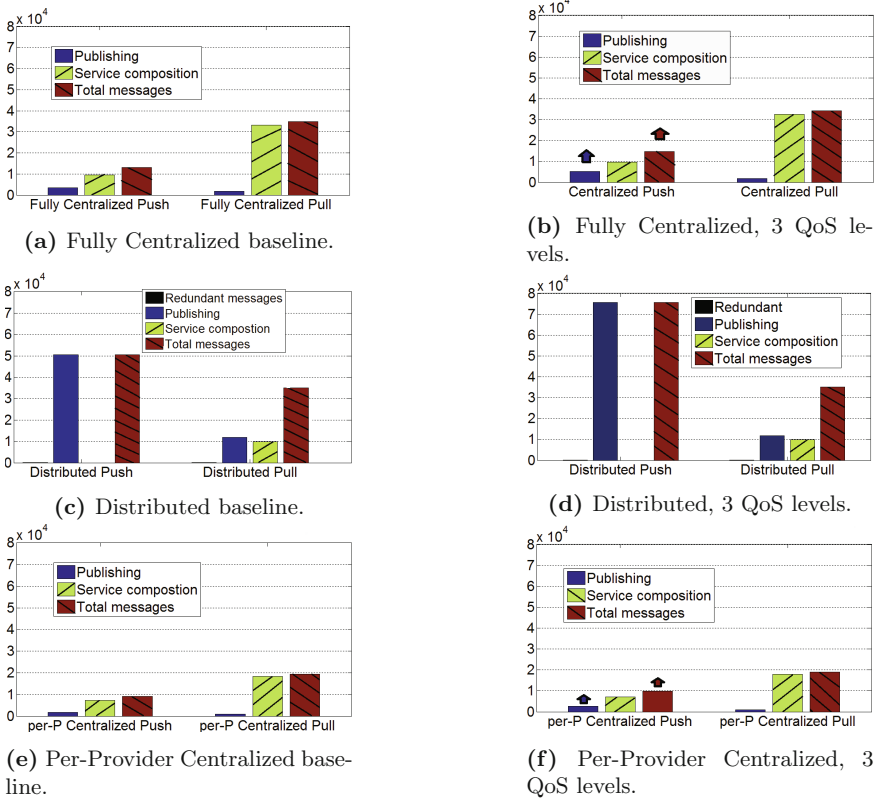 x 10^4
8
7
6
5
4
3
2
1
0
Publishing
Service composition
Total messages
Fully Centralized Push Fully Centralized Pull
(a) Fully Centralized baseline.
x 10^4
8
7
6
5
4
3
2
1
0
Publishing
Service composition
Total messages
Centralized Push Centralized Pull
(b) Fully Centralized, 3 QoS le-
vels.
x 10^4
8
7
6
5
4
3
2
1
0
Redundant messages
Publishing
Service compostion
Total messages
Distributed Push Distributed Pull
(c) Distributed baseline.
x 10^4
8
7
6
5
4
3
2
1
0
Redundant
Publishing
Service composition
Total messages
Distributed Push Distributed Pull
(d) Distributed, 3 QoS levels.
x 10^4
8
7
6
5
4
3
2
1
0
Publishing
Service compostion
Total messages
per-P Centralized Push per-P Centralized Pull
(e) Per-Provider Centralized base-
line.
x 10^4
8
7
6
5
4
3
2
1
0
Publishing
Service composition
Total messages
per-P Centralized Push per-P Centralized Pull
(f) Per-Provider Centralized, 3
QoS levels.